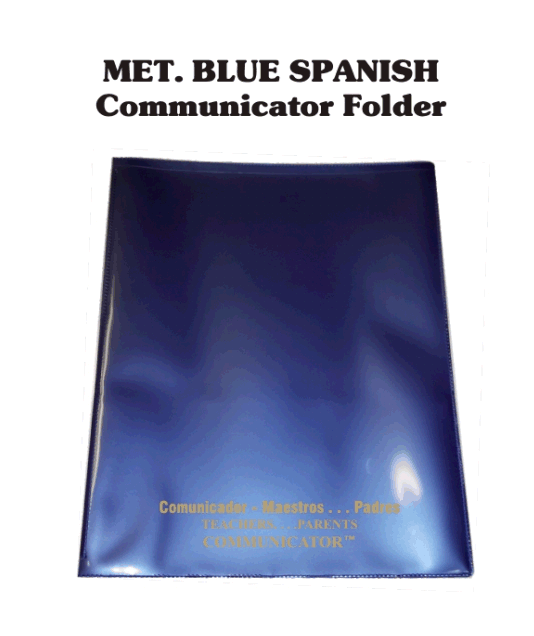 MET. BLUE SPANISH
Communicator Folder
Comunicador - Maestros . . . Padres
TEACHERS . . . PARENTS
COMMUNICATOR™